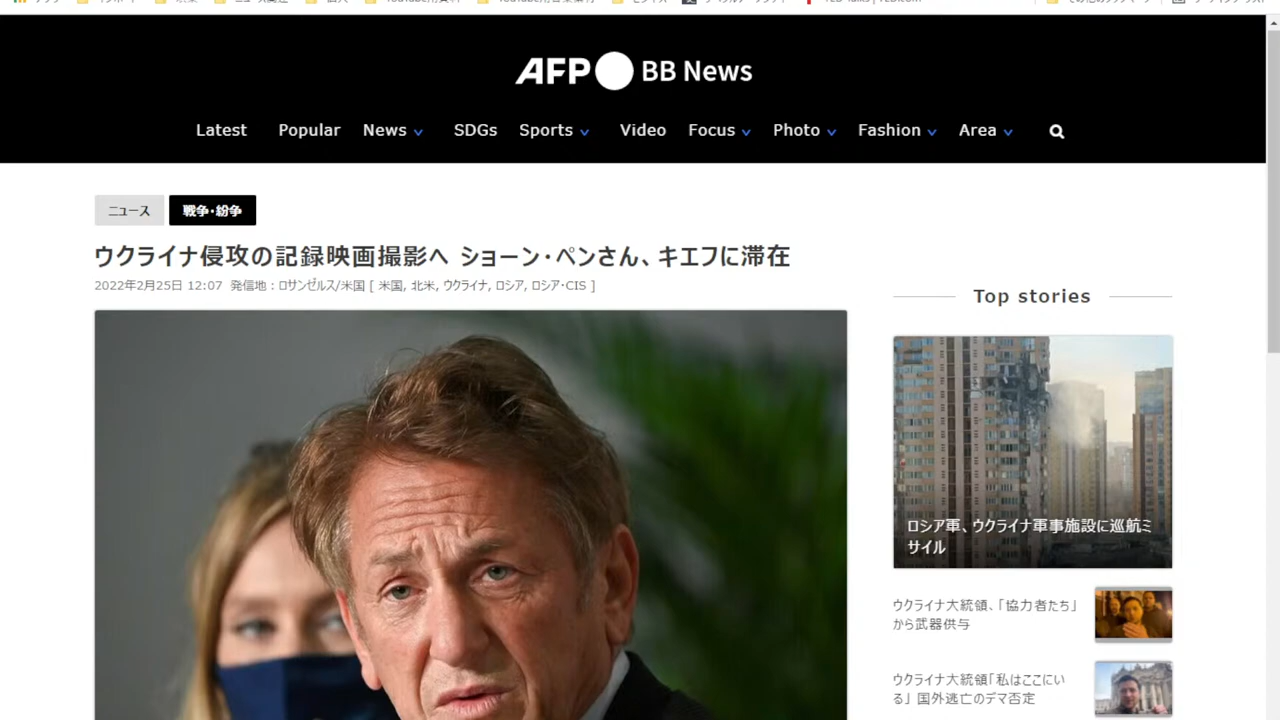 AFP BB News
Latest Popular News SDGs Sports Video Focus Photo Fashion Area
ニュース 戦争・紛争
ウクライナ侵攻の記録映画撮影へ ショーン・ペンさん、キエフに滞在
2022年2月25日 12:07 発信地：ロサンゼルス/米国 [ 米国, 北米, ウクライナ, ロシア, ロシア・CIS ]
Top stories
ロシア軍、ウクライナ軍事施設に巡航ミ
サイル
ウクライナ大統領、「協力者たち」
から武器供与
ウクライナ大統領「私はここにい
る」 国外逃亡のデマ否定